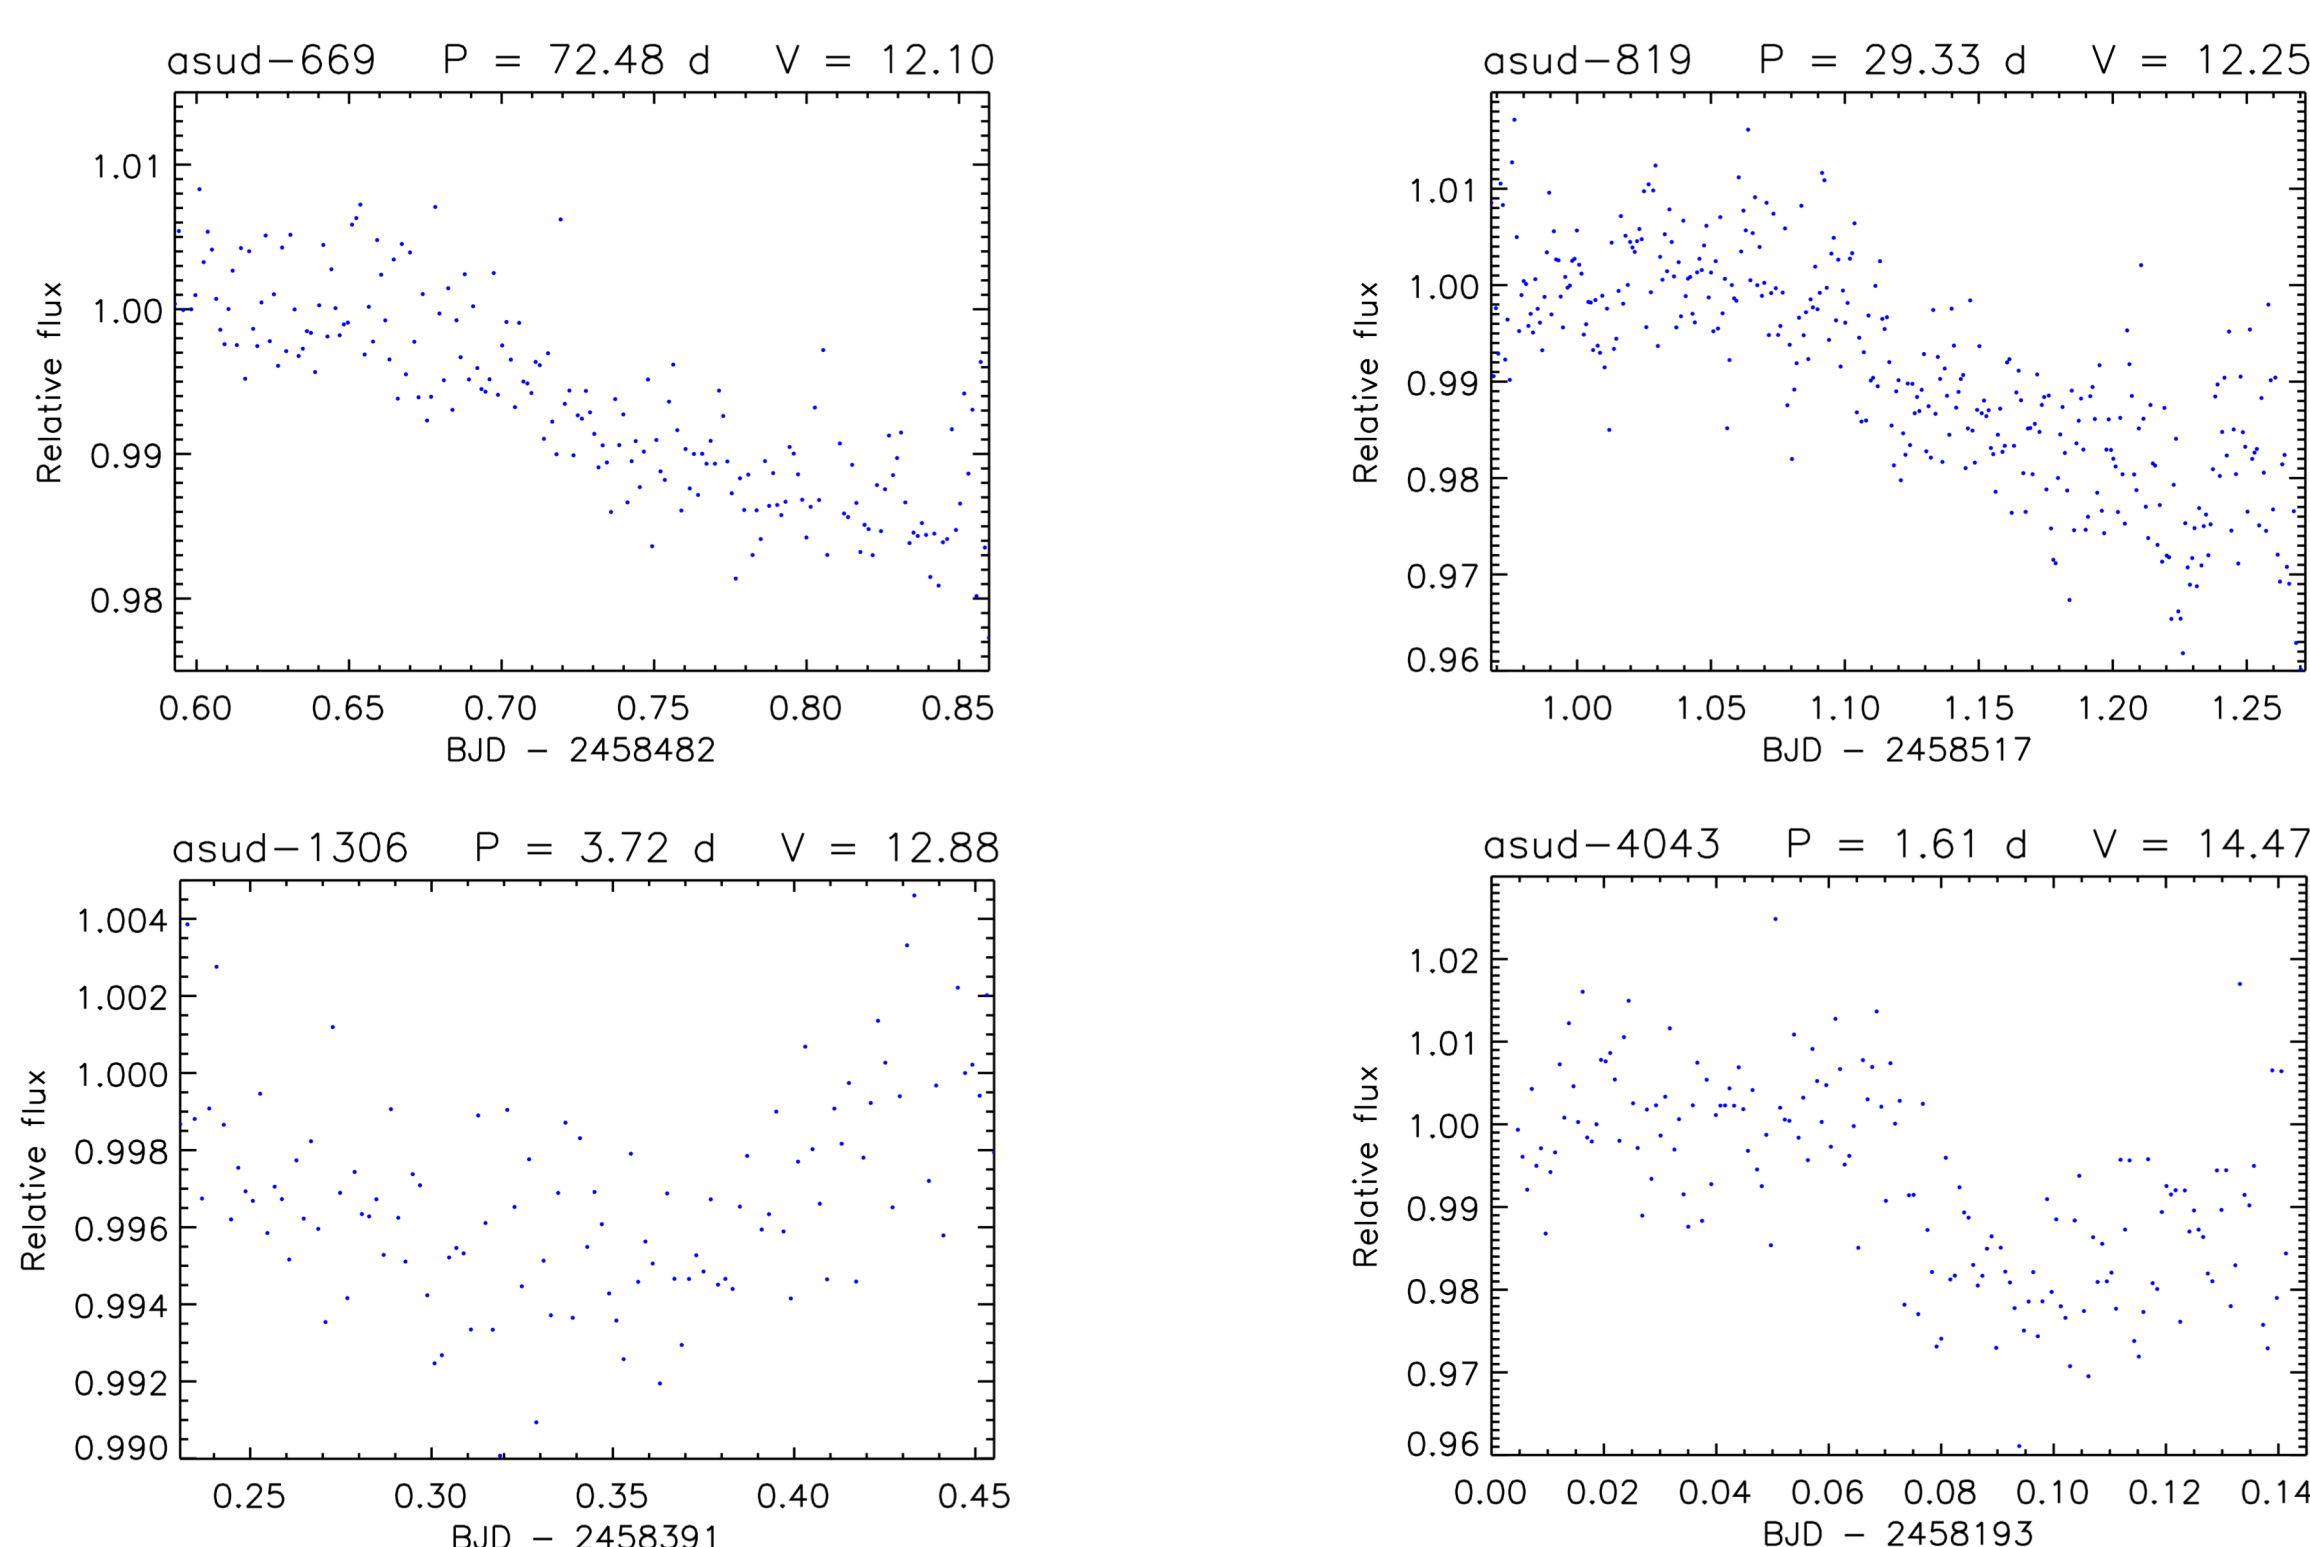 asud-669 P = 72.48 d V = 12.10
1.01
1.00
0.99
0.98
Relative flux
0.60 0.65 0.70 0.75 0.80 0.85
BJD - 2458482
asud-819 P = 29.33 d V = 12.25
1.01
1.00
0.99
0.98
0.97
0.96
Relative flux
1.00 1.05 1.10 1.15 1.20 1.25
BJD - 2458517
asud-1306 P = 3.72 d V = 12.88
1.004
1.002
1.000
0.998
0.996
0.994
0.992
0.990
Relative flux
0.25 0.30 0.35 0.40 0.45
BJD - 2458391
asud-4043 P = 1.61 d V = 14.47
1.02
1.01
1.00
0.99
0.98
0.97
0.96
Relative flux
0.00 0.02 0.04 0.06 0.08 0.10 0.12 0.14
BJD - 2458193